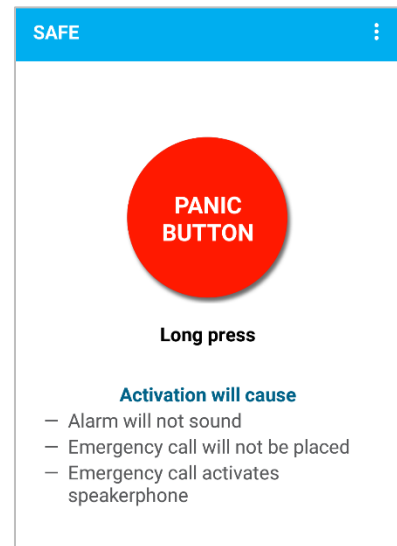 SAFE
PANIC
BUTTON
Long press
Activation will cause
— Alarm will not sound
— Emergency call will not be placed
— Emergency call activates
speakerphone